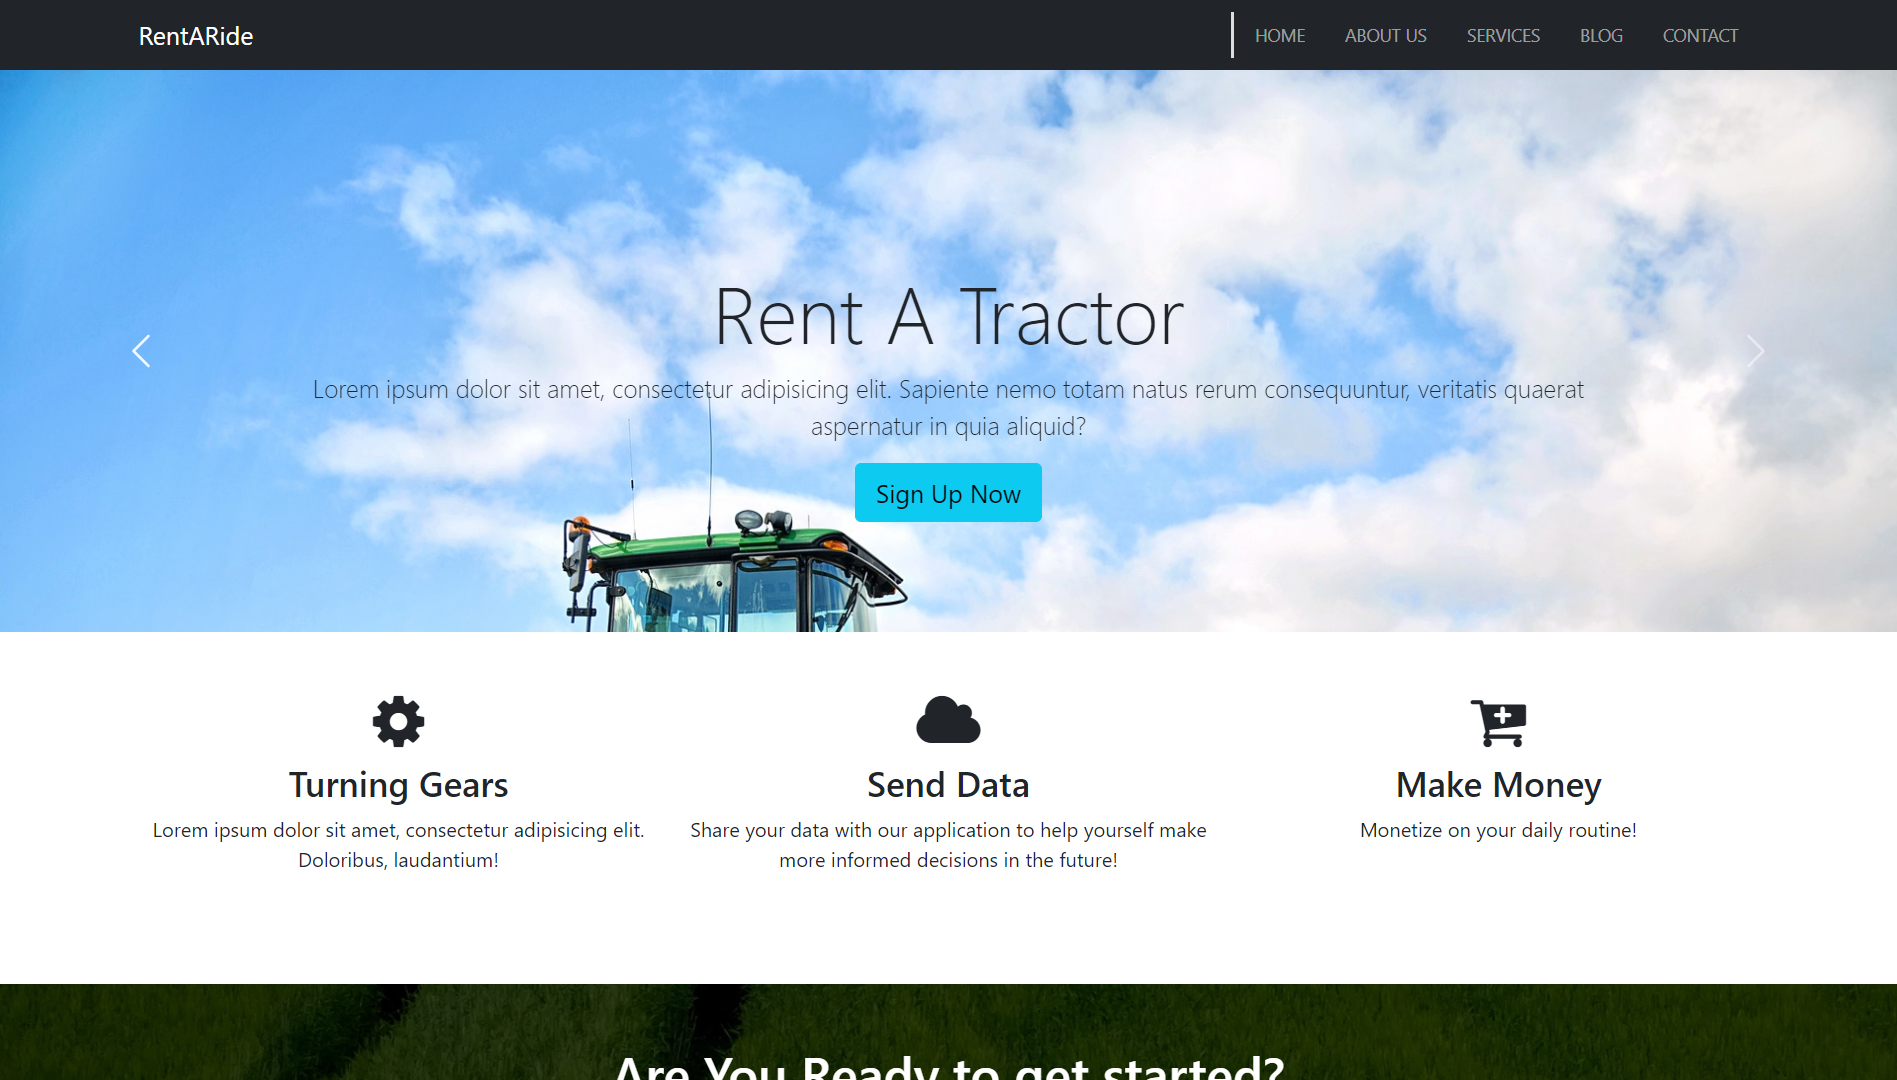 RentARide
HOME ABOUT US SERVICES BLOG CONTACT
Rent A Tractor
Lorem ipsum dolor sit amet, consectetur adipisicing elit. Sapiente nemo totam natus rerum consequuntur, veritatis quaerat
aspernatur in quia aliquid?
Sign Up Now
Turning Gears
Lorem ipsum dolor sit amet, consectetur adipisicing elit.
Doloribus, laudantium!
Send Data
Share your data with our application to help yourself make
more informed decisions in the future!
Make Money
Monetize on your daily routine!
Are You Ready to get started?